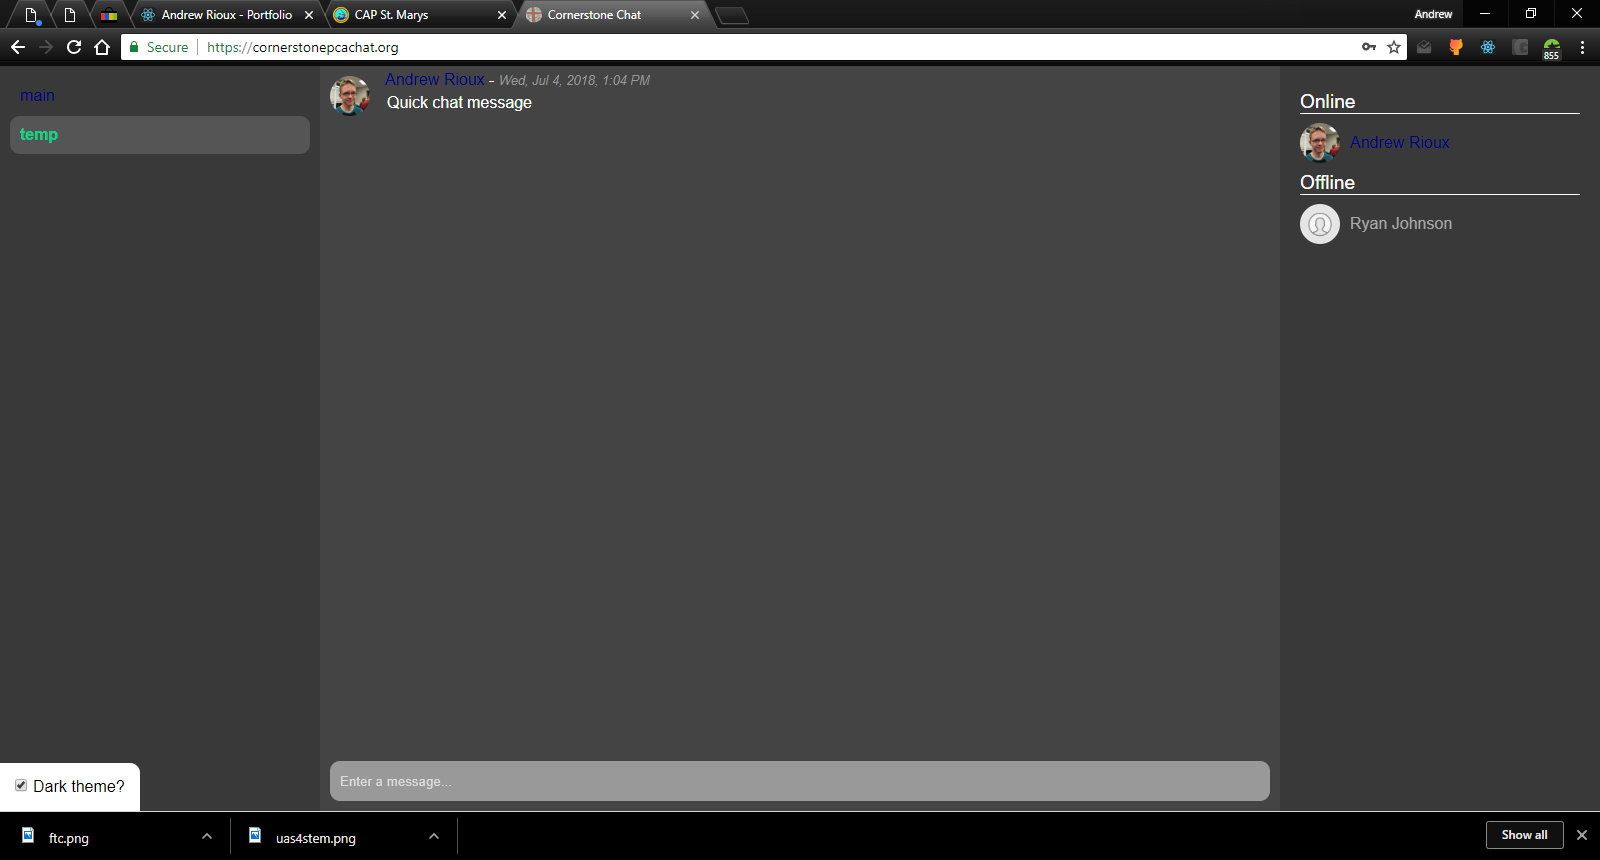 Andrew Rioux - Portfolio
CAP St. Marys
Cornerstone Chat
Andrew
Secure
https://cornerstonepcachat.org
855
main
temp
Andrew Rioux - Wed, Jul 4, 2018, 1:04 PM
Quick chat message
Online
Andrew Rioux
Offline
Ryan Johnson
Enter a message...
Dark theme?
ftc.png
uas4stem.png
Show all